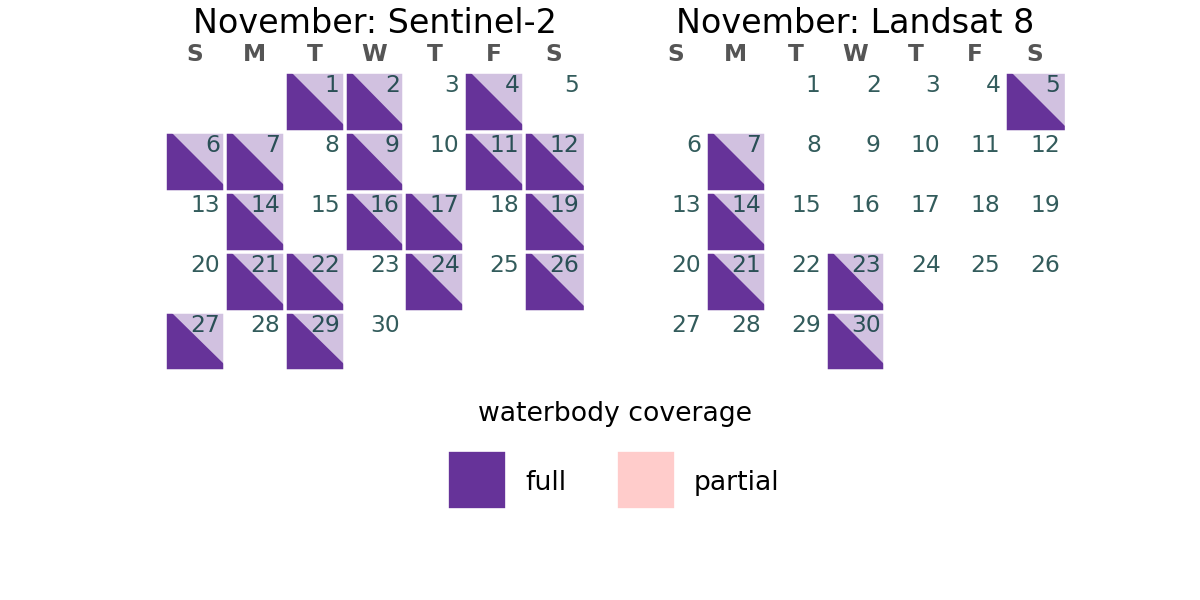 November: Sentinel-2
S M T W T F S
1 2 3 4 5
6 7 8 9 10 11 12
13 14 15 16 17 18 19
20 21 22 23 24 25 26
27 28 29 30
November: Landsat 8
S M T W T F S
1 2 3 4 5
6 7 8 9 10 11 12
13 14 15 16 17 18 19
20 21 22 23 24 25 26
27 28 29 30
waterbody coverage
full partial